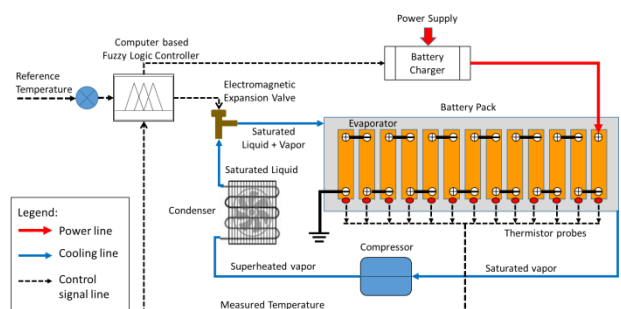 Power Supply
Computer based
Fuzzy Logic Controller
Reference
Temperature
Battery
Charger
Electromagnetic
Expansion Valve
Battery Pack
Evaporator
Saturated
Liquid + Vapor
Saturated Liquid
Condenser
Legend:
Power line
Cooling line
Control
signal line
Thermistor probes
Compressor
Superheated vapor
Saturated vapor
Measured Temperature